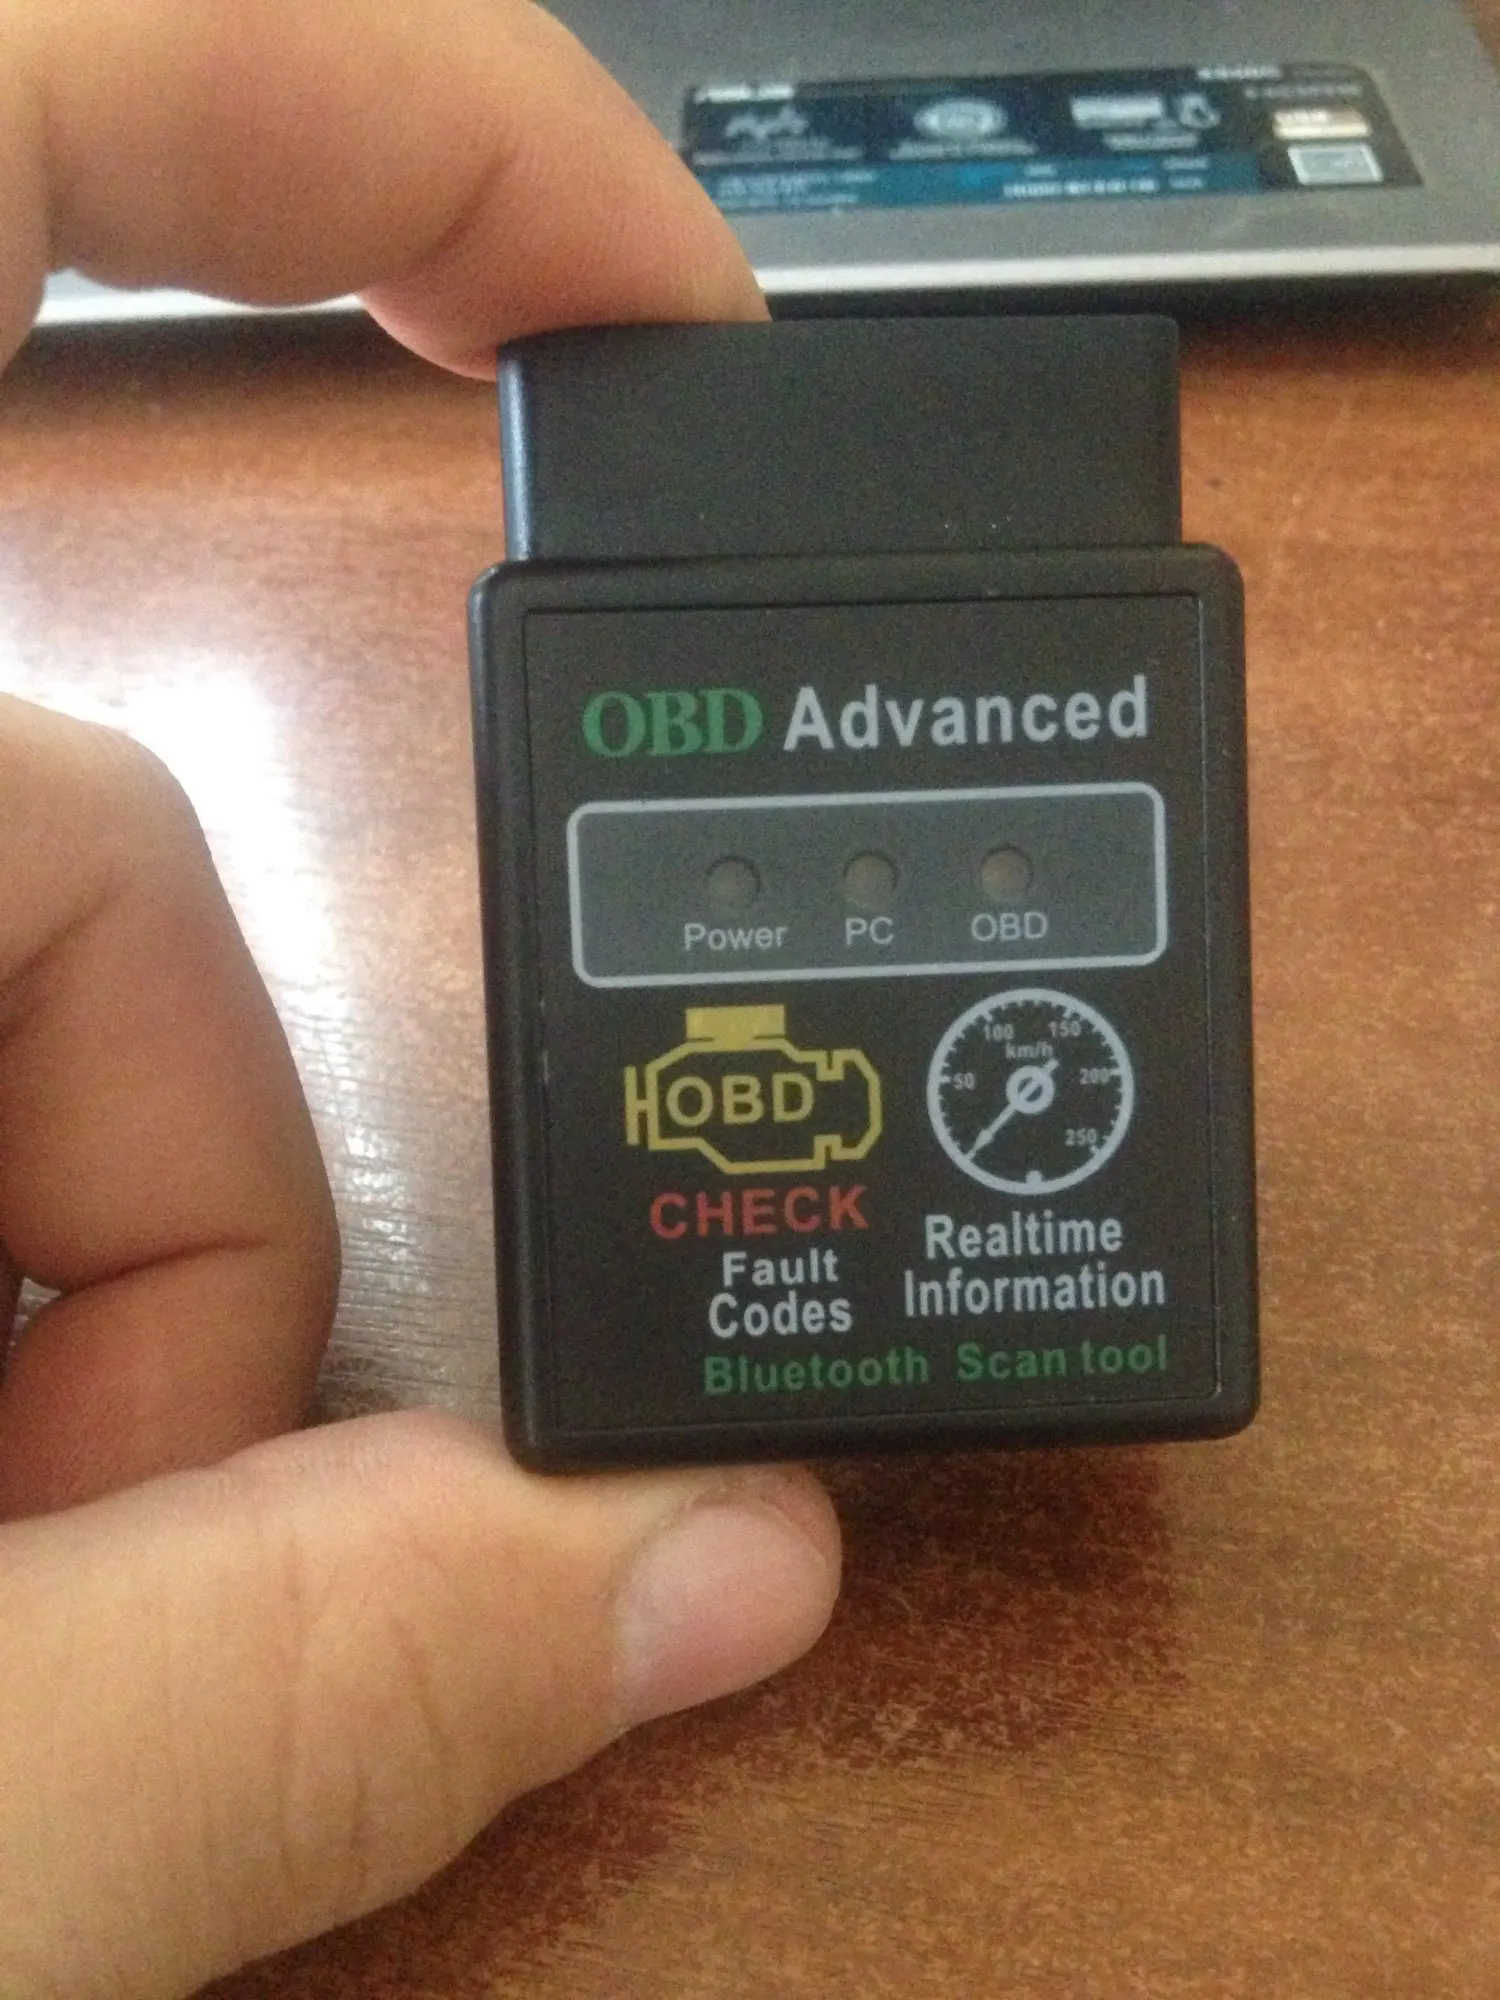 OBD Advanced
Power PC OBD
OBD
100 150
km/h
50 200
250
CHECK
Fault
Codes
Realtime
Information
Bluetooth Scan tool